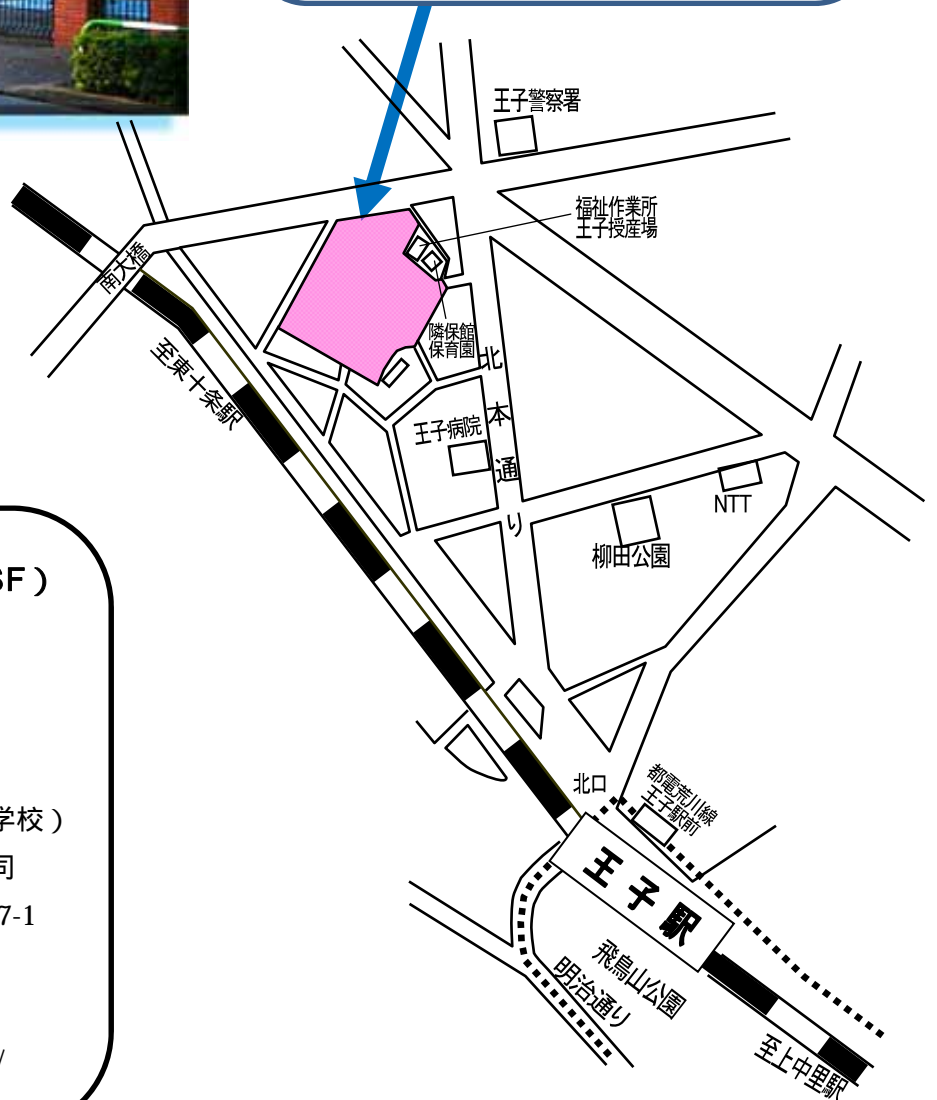 王子警察署
福祉作業所
王子授産場
南大橋
隣保館
保育園
至東十条駅
北本通り
王子病院
NTT
柳田公園
SF）
学校）
司
7-1
/
北口
都電荒川線
王子駅前
王子駅
飛鳥山公園
明治通り
至上中里駅